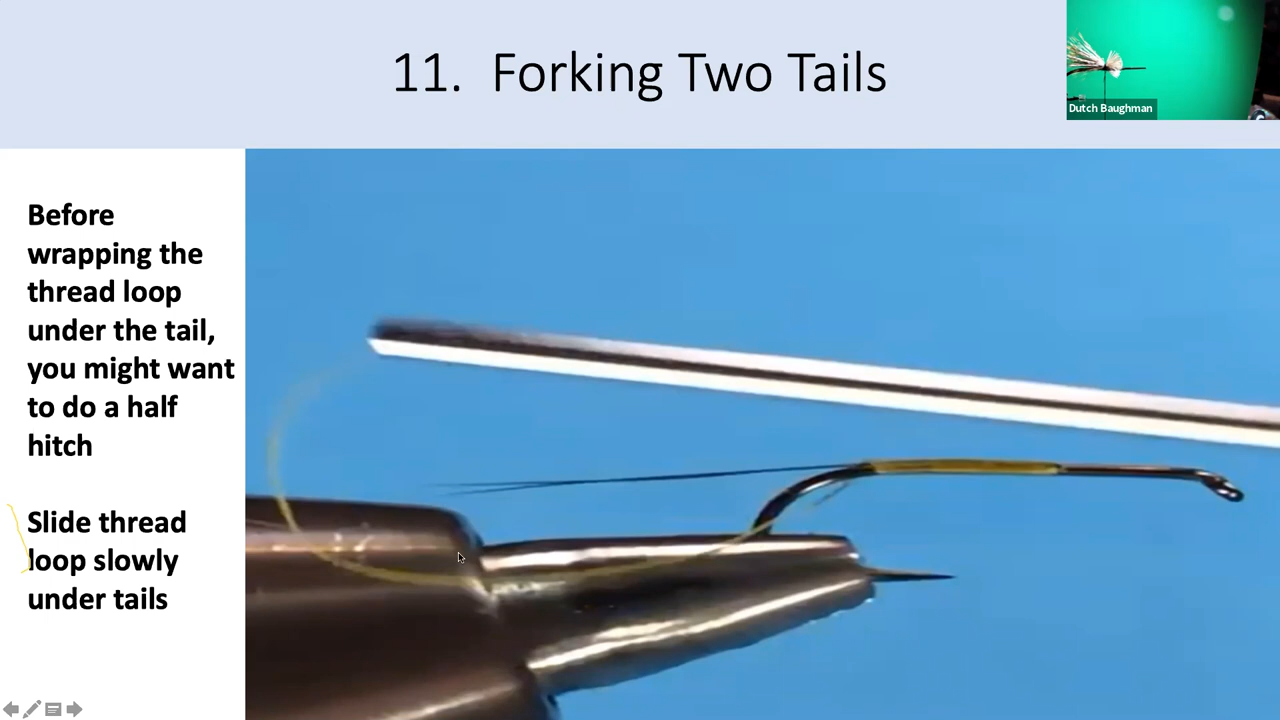 11. Forking Two Tails
Dutch Baughman
Before
wrapping the
thread loop
under the tail,
you might want
to do a half
hitch
Slide thread
loop slowly
under tails